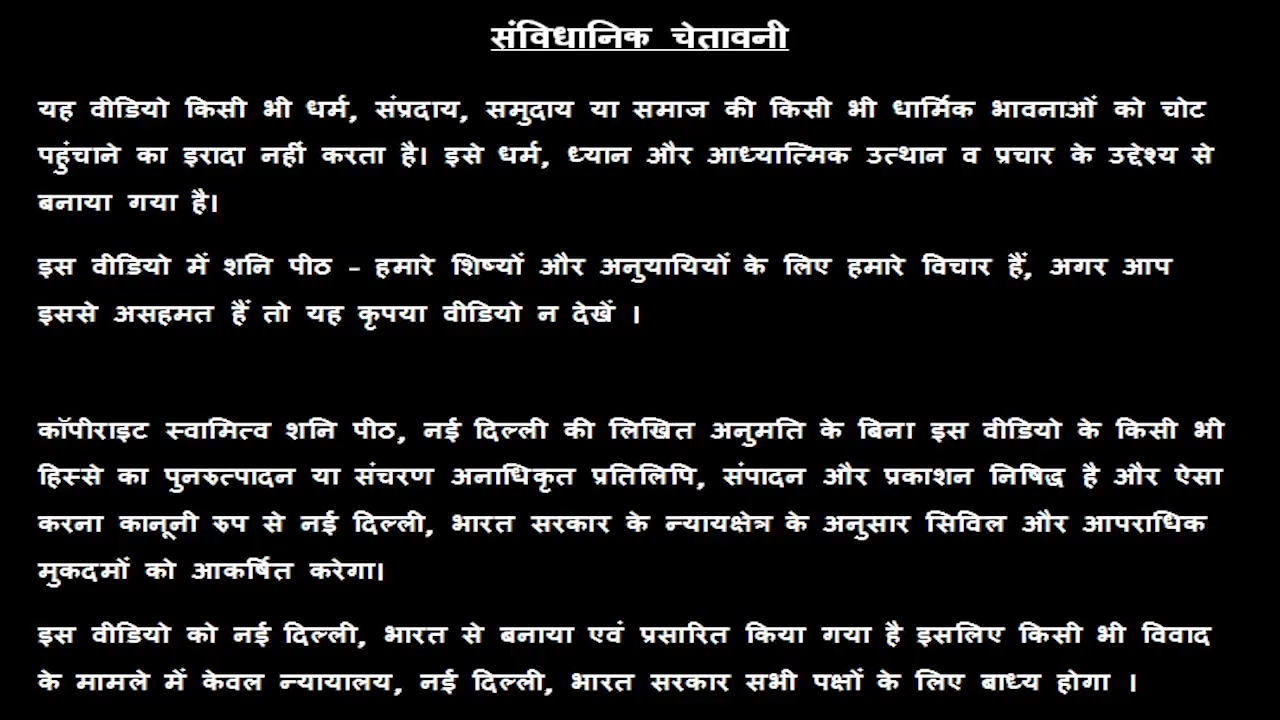 संविधानिक चेतावनी
यह वीडियो किसी भी धर्म, संप्रदाय, समुदाय या समाज की किसी भी धार्मिक भावनाओं को चोट
पहुंचाने का इरादा नहीं करता है। इसे धर्म, ध्यान और आध्यात्मिक उत्थान व प्रचार के उद्देश्य से
बनाया गया है।
इस वीडियो में शनि पीठ – हमारे शिष्यों और अनुयायियों के लिए हमारे विचार हैं, अगर आप
इससे असहमत हैं तो यह कृपया वीडियो न देखें ।
कॉपीराइट स्वामित्व शनि पीठ, नई दिल्ली की लिखित अनुमति के बिना इस वीडियो के किसी भी
हिस्से का पुनरुत्पादन या संचरण अनाधिकृत प्रतिलिपि, संपादन और प्रकाशन निषिद्ध है और ऐसा
करना कानूनी रुप से नई दिल्ली, भारत सरकार के न्यायक्षेत्र के अनुसार सिविल और आपराधिक
मुकदमों को आकर्षित करेगा।
इस वीडियो को नई दिल्ली, भारत से बनाया एवं प्रसारित किया गया है इसलिए किसी भी विवाद
के मामले में केवल न्यायालय, नई दिल्ली, भारत सरकार सभी पक्षों के लिए बाध्य होगा ।